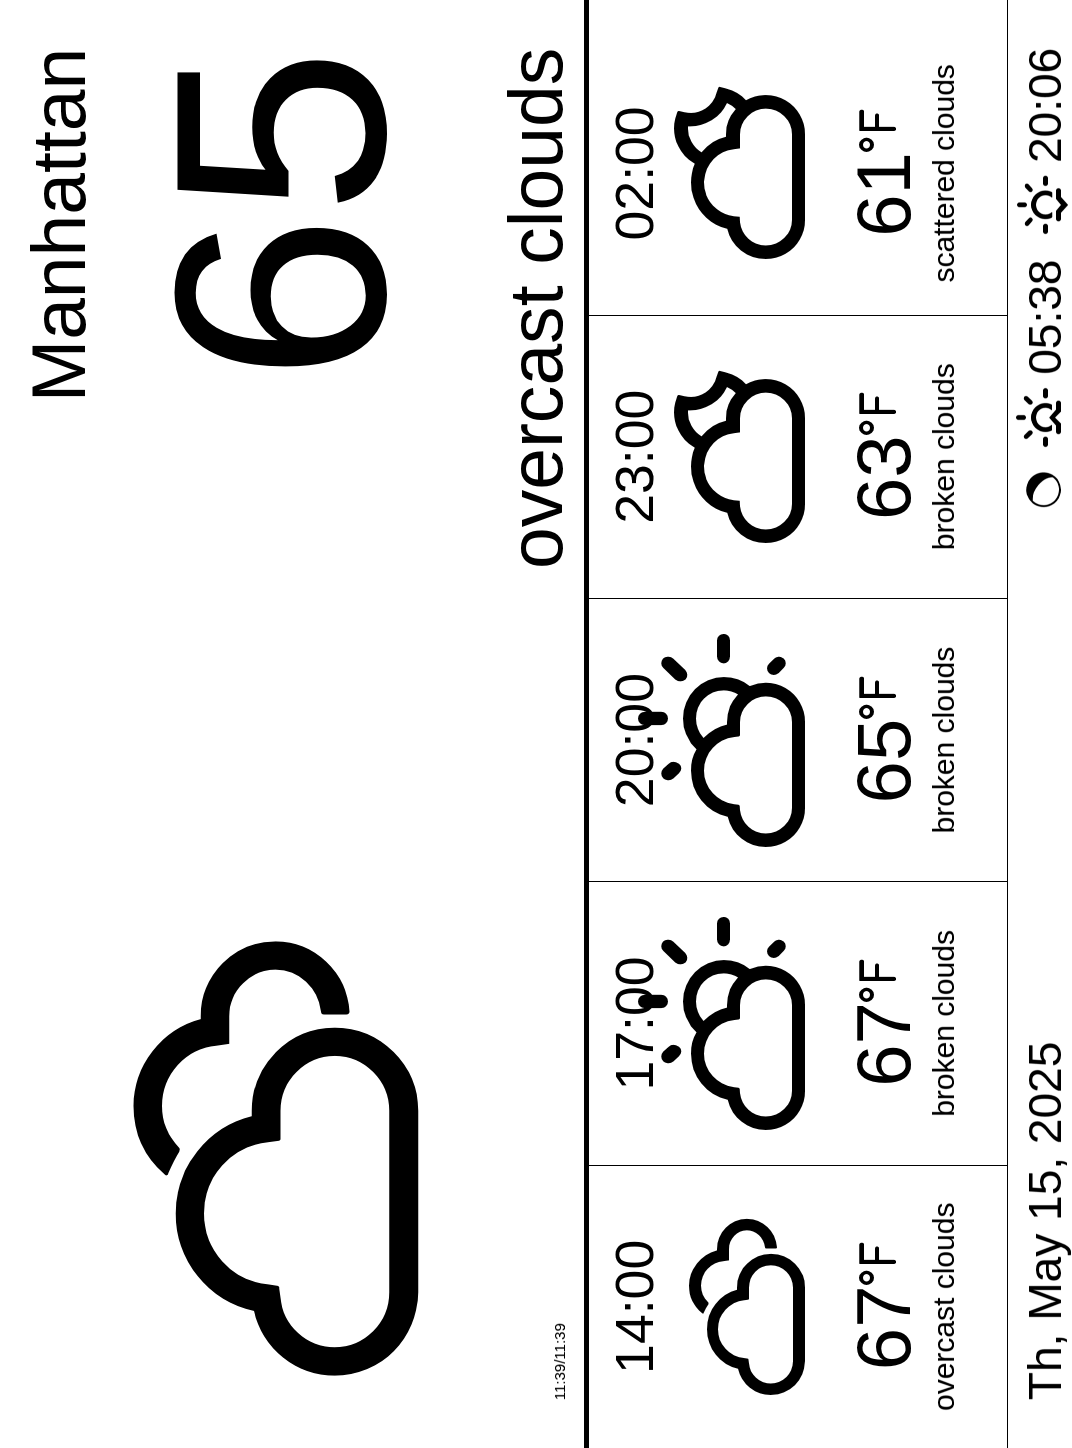 Manhattan
65
overcast clouds
11:39/11:39
14:00
67°F
overcast clouds
17:00
67°F
broken clouds
20:00
65°F
broken clouds
23:00
63°F
broken clouds
02:00
61°F
scattered clouds
Th, May 15, 2025
05:38 20:06